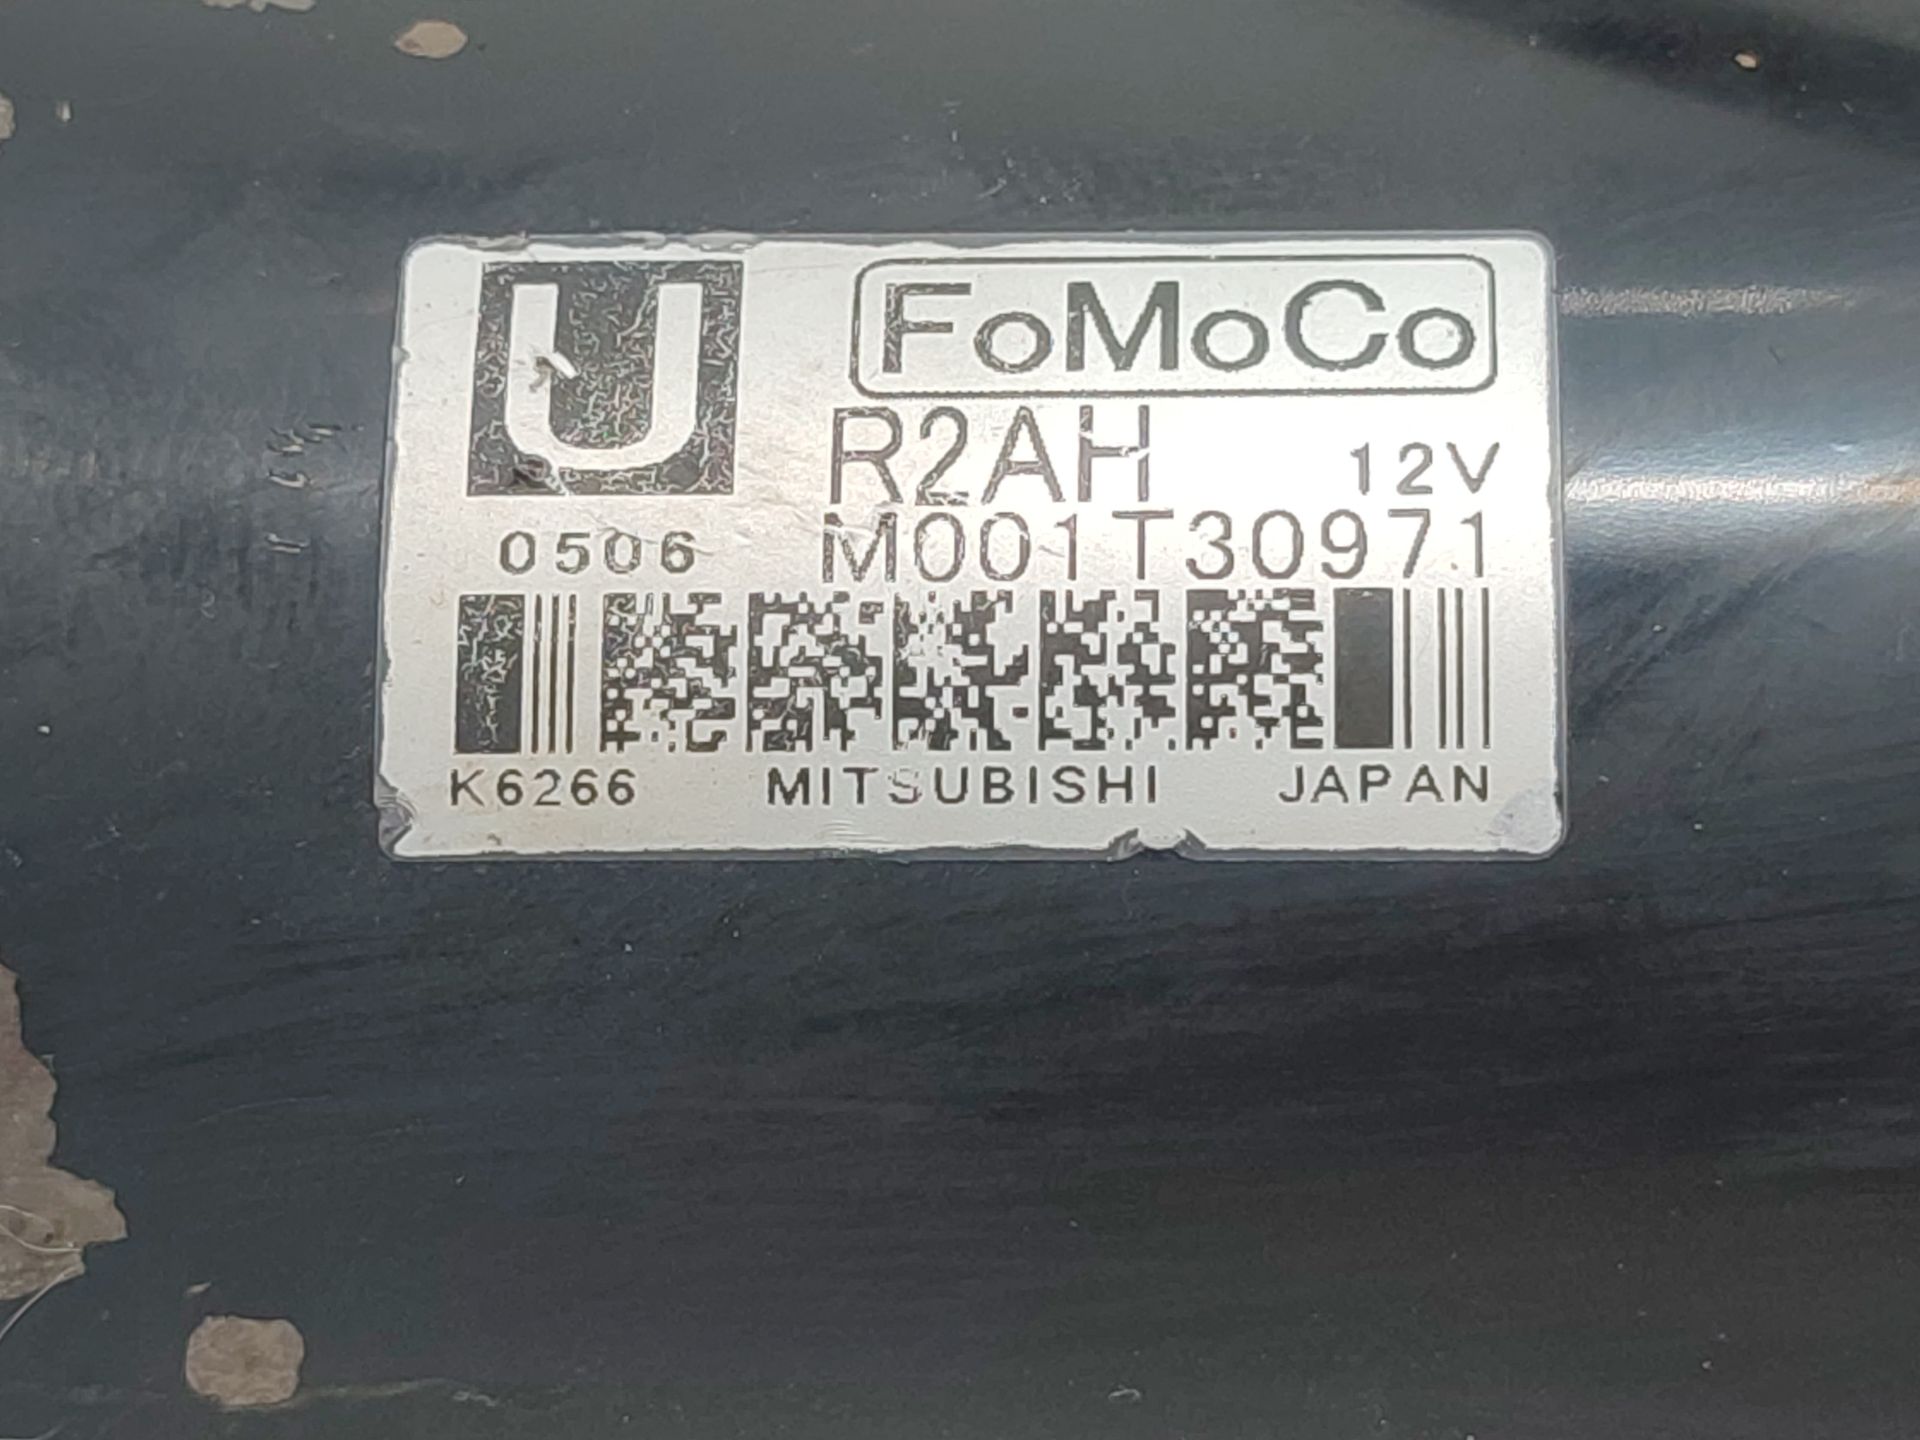 U
FoMoCo
R2AH 12V
0506 M001T30971
K6266 MITSUBISHI JAPAN